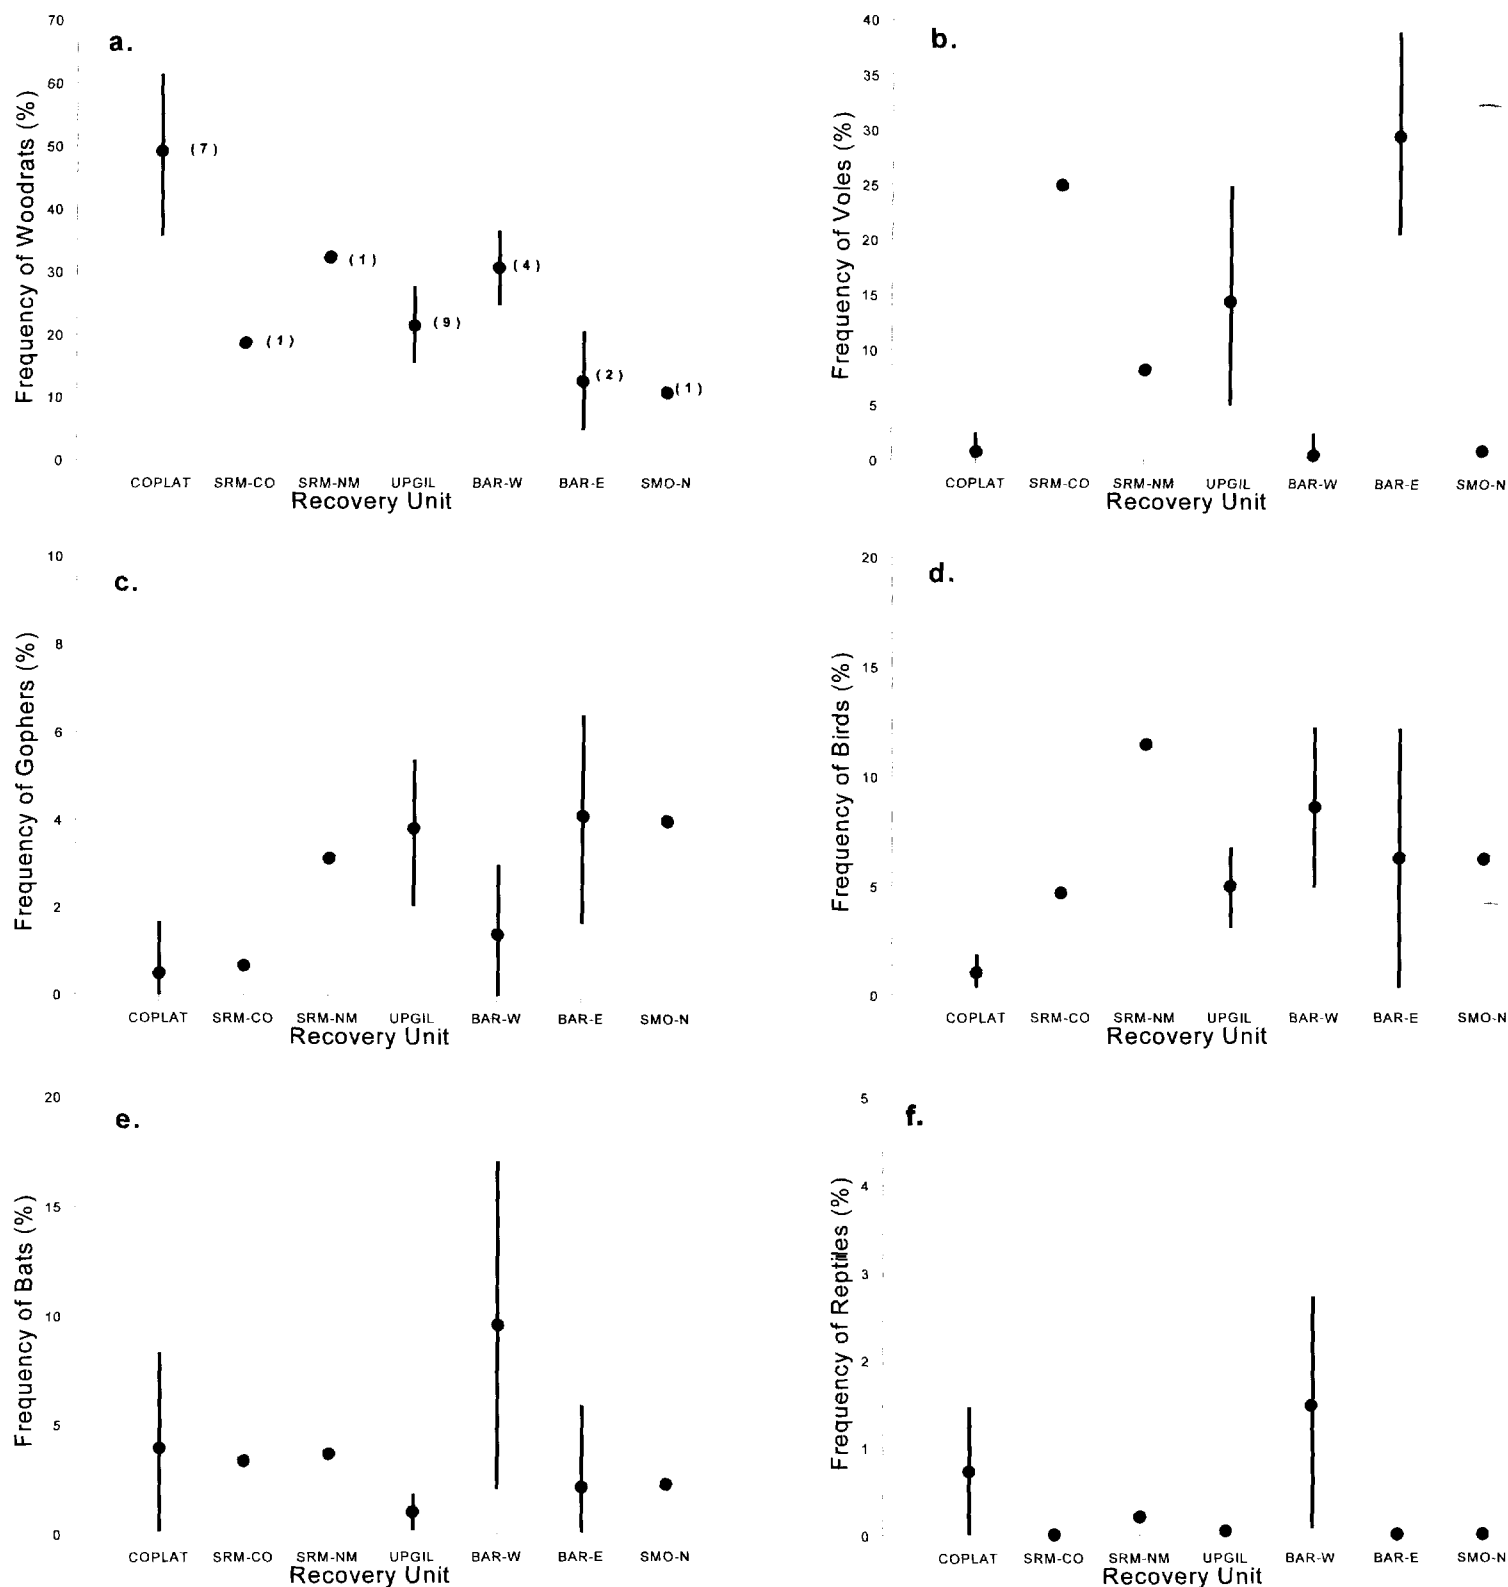 a.
Frequency of Woodrats (%)
70
60
50
40
30
20
10
0
(7)
(1)
(1)
(9)
(4)
(2)
(1)
COPLAT SRM-CO SRM-NM UPGIL BAR-W BAR-E SMO-N
Recovery Unit
b.
Frequency of Voles (%)
40
35
30
25
20
15
10
5
0
COPLAT SRM-CO SRM-NM UPGIL BAR-W BAR-E SMO-N
Recovery Unit
c.
Frequency of Gophers (%)
10
8
6
4
2
0
COPLAT SRM-CO SRM-NM UPGIL BAR-W BAR-E SMO-N
Recovery Unit
d.
Frequency of Birds (%)
20
15
10
5
0
COPLAT SRM-CO SRM-NM UPGIL BAR-W BAR-E SMO-N
Recovery Unit
e.
Frequency of Bats (%)
20
15
10
5
0
COPLAT SRM-CO SRM-NM UPGIL BAR-W BAR-E SMO-N
Recovery Unit
f.
Frequency of Reptiles (%)
5
4
3
2
1
0
COPLAT SRM-CO SRM-NM UPGIL BAR-W BAR-E SMO-N
Recovery Unit